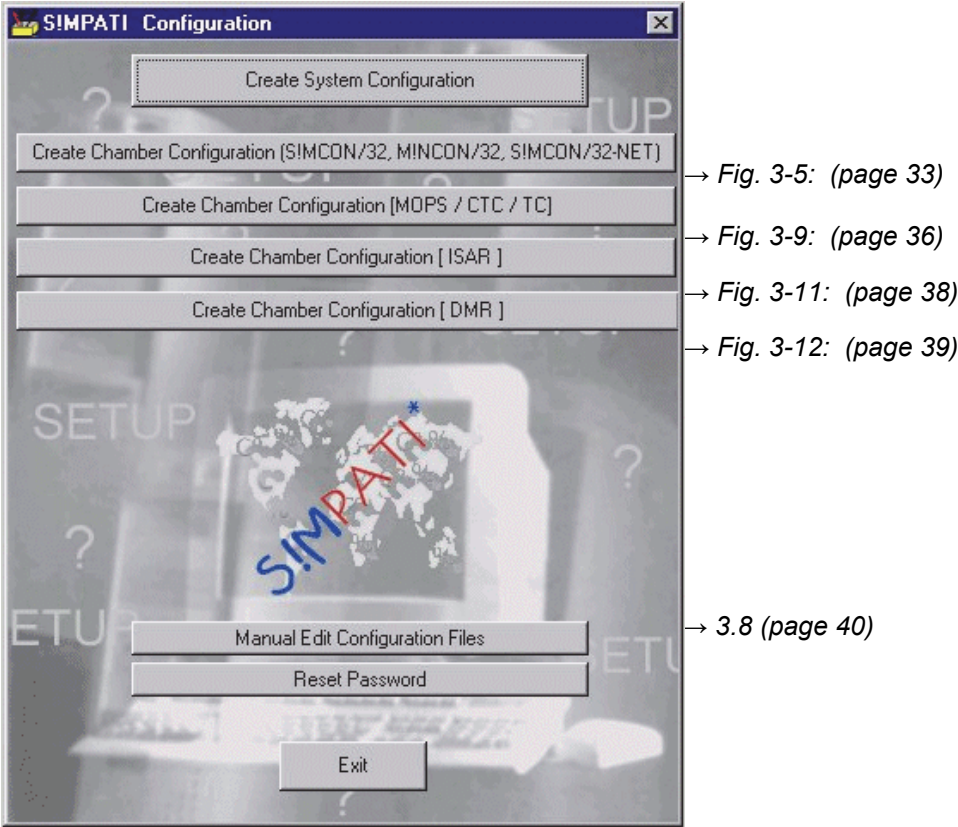 S!MPATI Configuration
Create System Configuration
?
TUP
Create Chamber Configuration (S!MCON/32, M!NCON/32, S!MCON/32-NET)
→ Fig. 3-5: (page 33)
Create Chamber Configuration [MOPS / CTC / TC]
→ Fig. 3-9: (page 36)
Create Chamber Configuration [ ISAR ]
→ Fig. 3-11: (page 38)
Create Chamber Configuration [ DMR ]
→ Fig. 3-12: (page 39)
?
SETUP
S!MPATI*
?
?
ETU
Manual Edit Configuration Files
→ 3.8 (page 40)
ETU
Reset Password
Exit
?